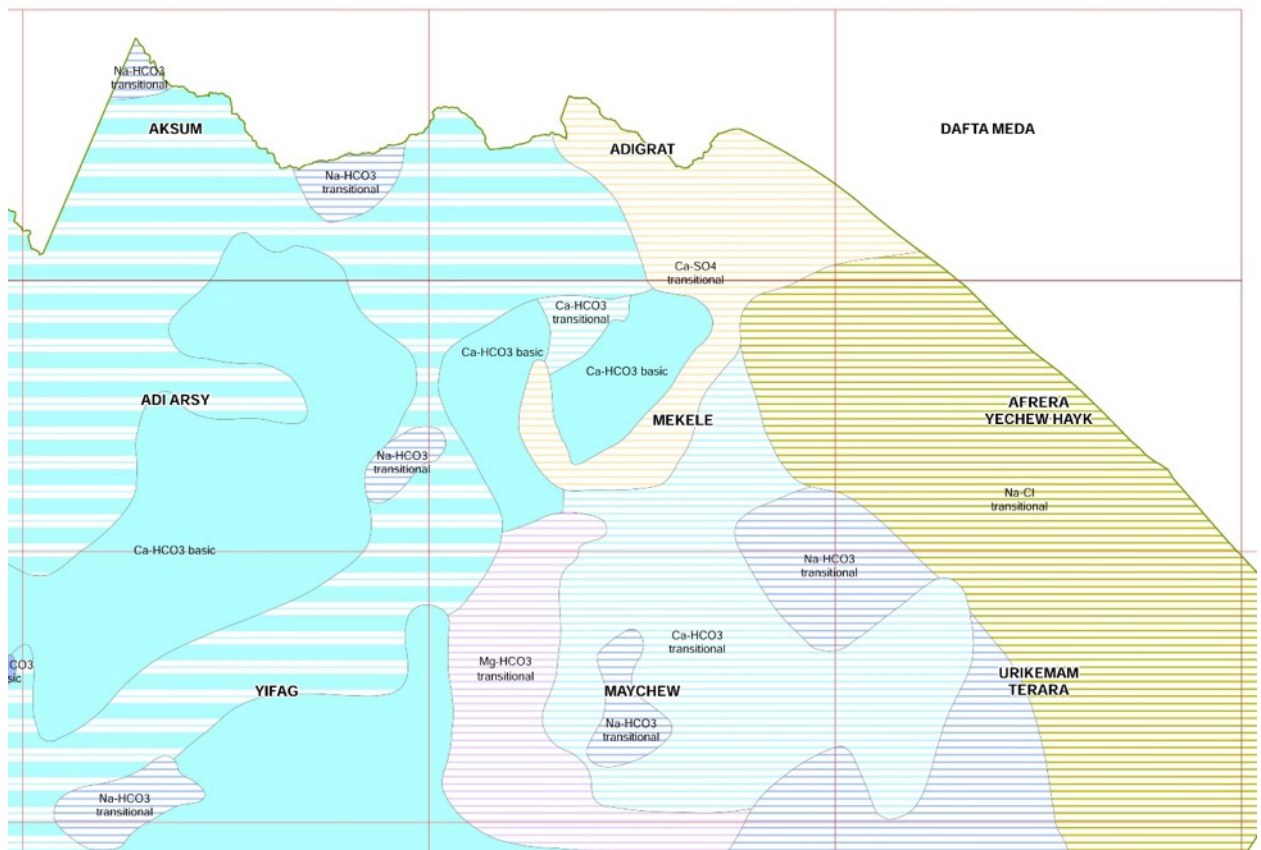 Na-HCO3
transitional
AKSUM
DAFTA MEDA
ADIGRAT
Na-HCO3
transitional
Ca-SO4
transitional
Ca-HCO3
transitional
Ca-HCO3 basic
Ca-HCO3 basic
ADI ARSY
AFRERA
YECHEW HAYK
MEKELE
Na-HCO3
transitional
Na-Cl
transitional
Ca-HCO3 basic
Na-HCO3
transitional
Ca-HCO3
transitional
CO3
sic
Mg-HCO3
transitional
URIKEMAM
TERARA
YIFAG
MAYCHEW
Na-HCO3
transitional
Na-HCO3
transitional